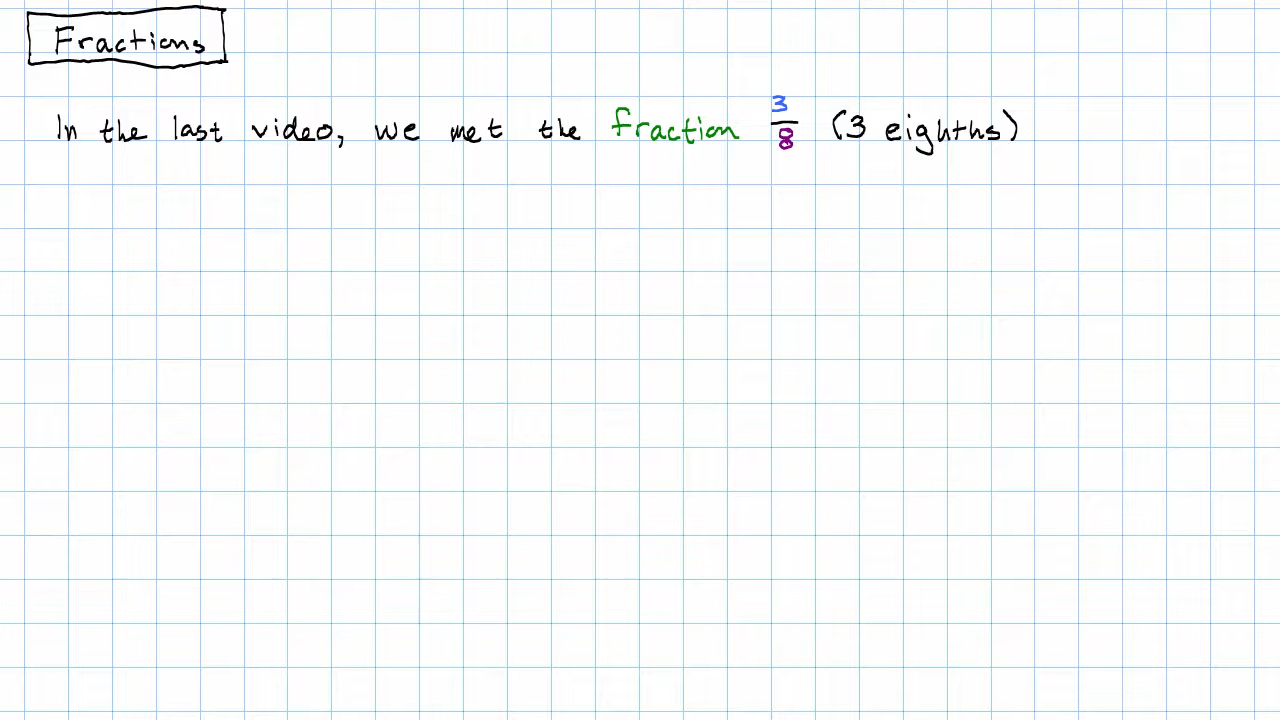 Fractions
In the last video, we met the fraction 3/8 (3 eighths)